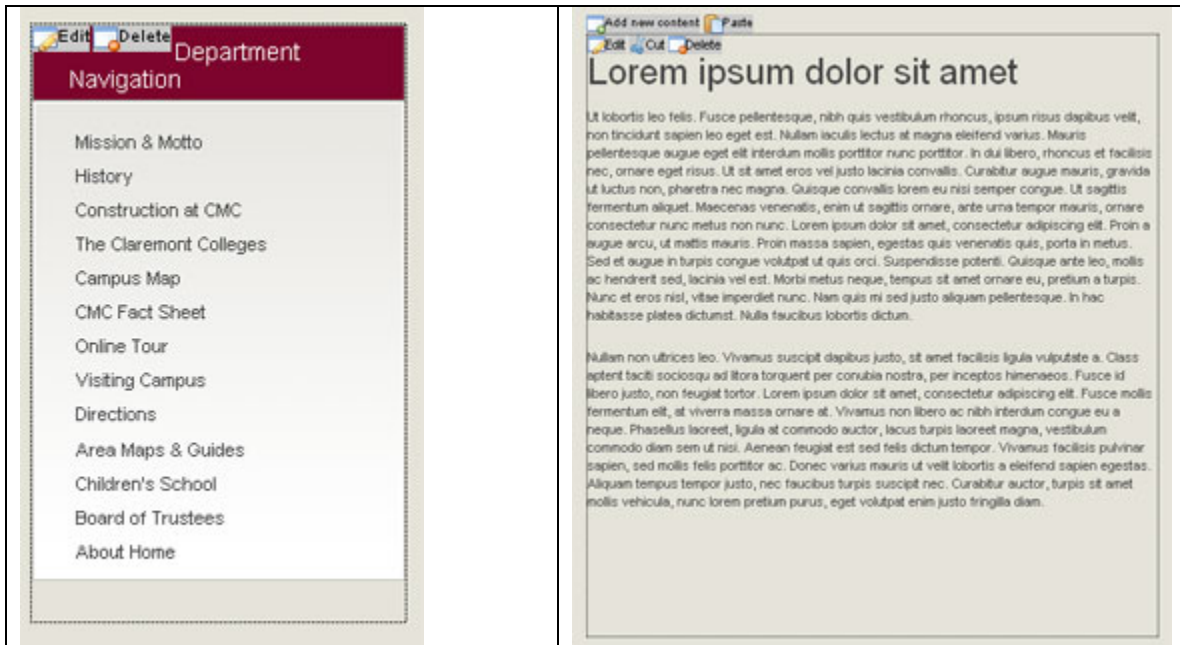 Edit Delete
Department
Navigation
Mission & Motto
History
Construction at CMC
The Claremont Colleges
Campus Map
CMC Fact Sheet
Online Tour
Visiting Campus
Directions
Area Maps & Guides
Children's School
Board of Trustees
About Home
Add new content Paste
Edit Cut Delete
Lorem ipsum dolor sit amet
Ut lobortis leo felis. Fusce pellentesque, nibh quis vestibulum rhoncus, ipsum risus dapibus velit,
non tincidunt sapien leo eget est. Nullam iaculis lectus at magna eleifend varius. Mauris
pellentesque augue eget elit interdum mollis porttitor nunc porttitor. In dui libero, rhoncus et facilisis
nec, ornare eget risus. Ut sit amet eros vel justo lacinia convallis. Curabitur augue mauris, gravida
ut luctus non, pharetra nec magna. Quisque convallis lorem eu nisi semper congue. Ut sagittis
fermentum aliquet. Maecenas venenatis, enim ut sagittis ornare, ante urna tempor mauris, ornare
consectetur nunc metus non nunc. Lorem ipsum dolor sit amet, consectetur adipiscing elit. Proin a
augue arcu, ut mattis mauris. Proin massa sapien, egestas quis venenatis quis, porta in metus.
Sed et augue in turpis congue volutpat ut quis orci. Suspendisse potenti. Quisque ante leo, mollis
ac hendrerit sed, lacinia vel est. Morbi metus neque, tempus sit amet ornare eu, pretium a turpis.
Nunc et eros nisl, vitae imperdiet nunc. Nam quis mi sed justo aliquam pellentesque. In hac
habitasse platea dictumst. Nulla faucibus lobortis dictum.
Nullam non ultrices leo. Vivamus suscipit dapibus justo, sit amet facilisis ligula vulputate a. Class
aptent taciti sociosqu ad litora torquent per conubia nostra, per inceptos himenaeos. Fusce id
libero justo, non feugiat tortor. Lorem ipsum dolor sit amet, consectetur adipiscing elit. Fusce mollis
fermentum elit, at viverra massa ornare at. Vivamus non libero ac nibh interdum congue eu a
neque. Phasellus laoreet, ligula at commodo auctor, lacus turpis laoreet magna, vestibulum
commodo diam sem ut nisi. Aenean feugiat est sed felis dictum tempor. Vivamus facilisis pulvinar
sapien, sed mollis felis porttitor ac. Donec varius mauris ut velit lobortis a eleifend sapien egestas.
Aliquam tempus tempor justo, nec faucibus turpis suscipit nec. Curabitur auctor, turpis sit amet
mollis vehicula, nunc lorem pretium purus, eget volutpat enim justo fringilla diam.